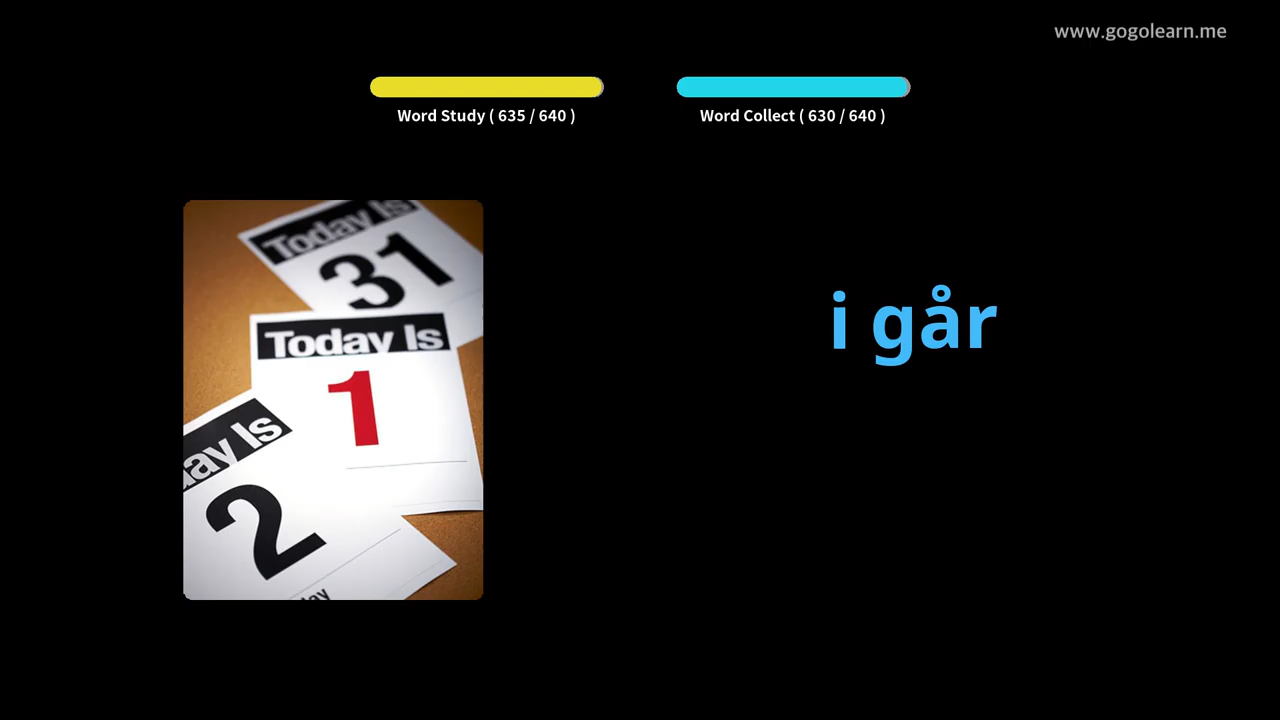 www.gogolearn.me
Word Study ( 635 / 640 )
Word Collect ( 630 / 640 )
Today Is
31
Today Is
1
ay Is
2
i går